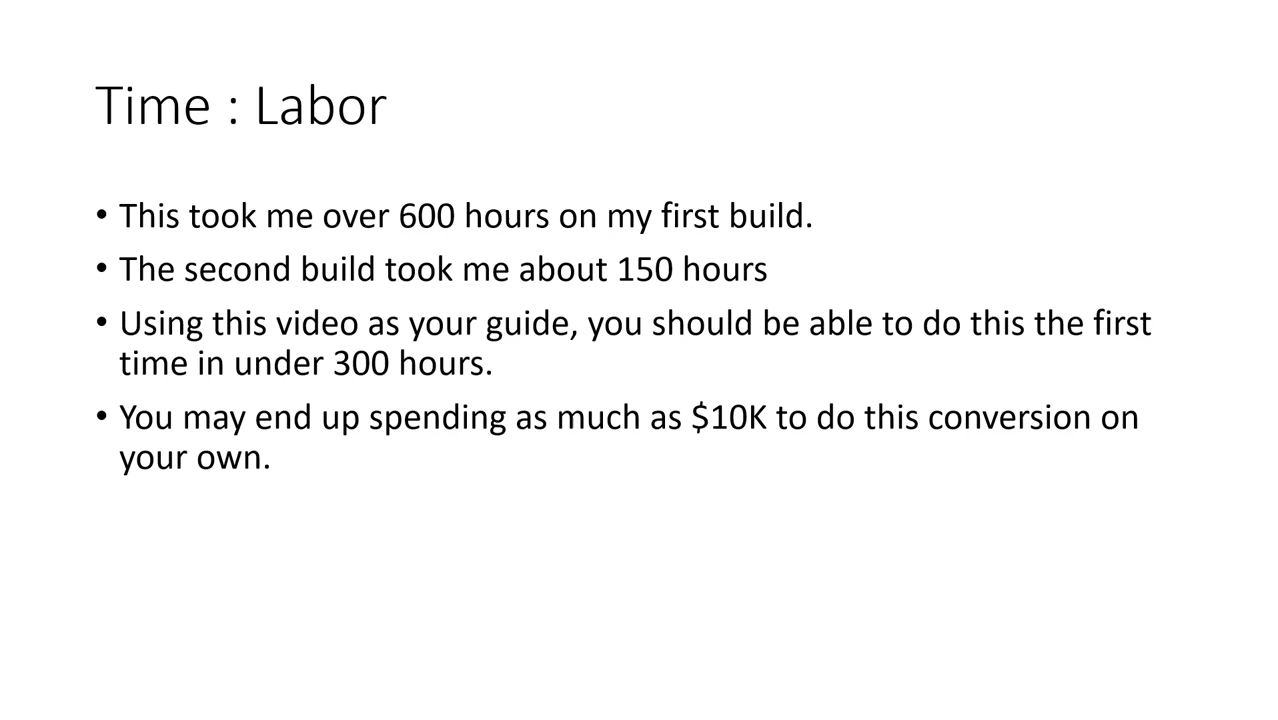 Time : Labor
• This took me over 600 hours on my first build.
• The second build took me about 150 hours
• Using this video as your guide, you should be able to do this the first
time in under 300 hours.
• You may end up spending as much as $10K to do this conversion on
your own.